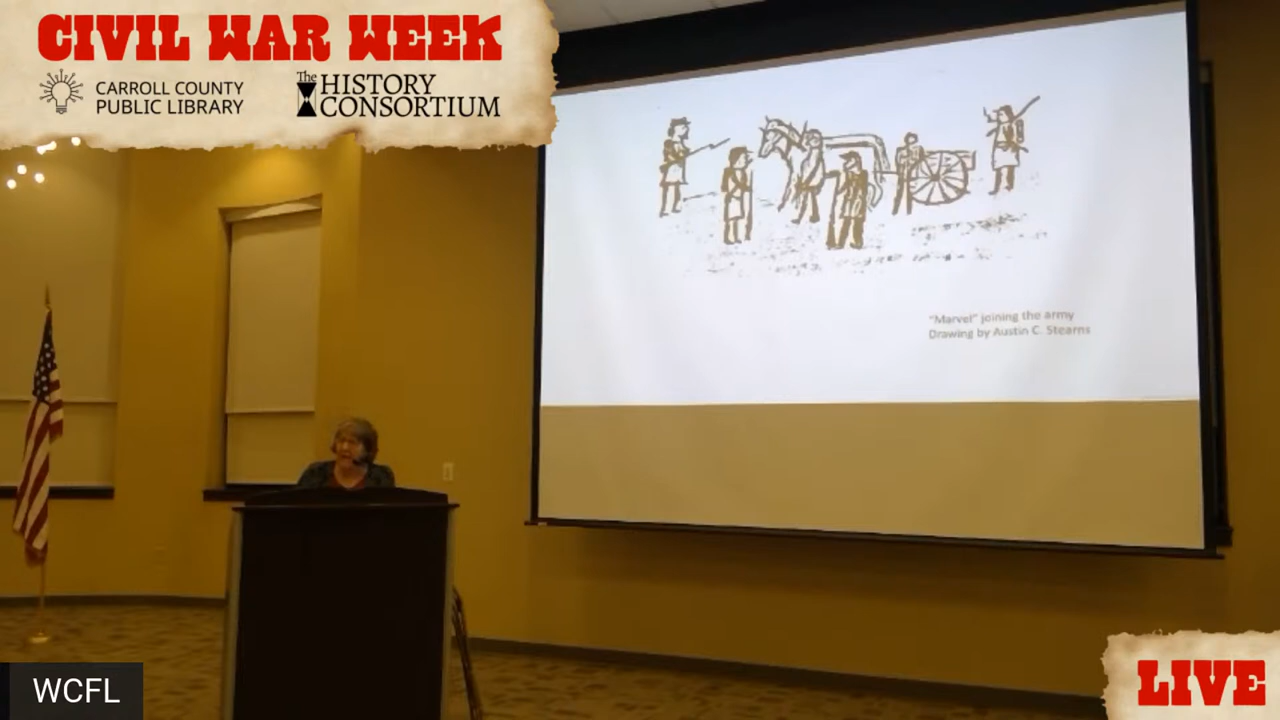 CIVIL WAR WEEK
CARROLL COUNTY
PUBLIC LIBRARY
The HISTORY
CONSORTIUM
"Marvel" joining the army
Drawing by Austin C. Stearns
WCFL
LIVE